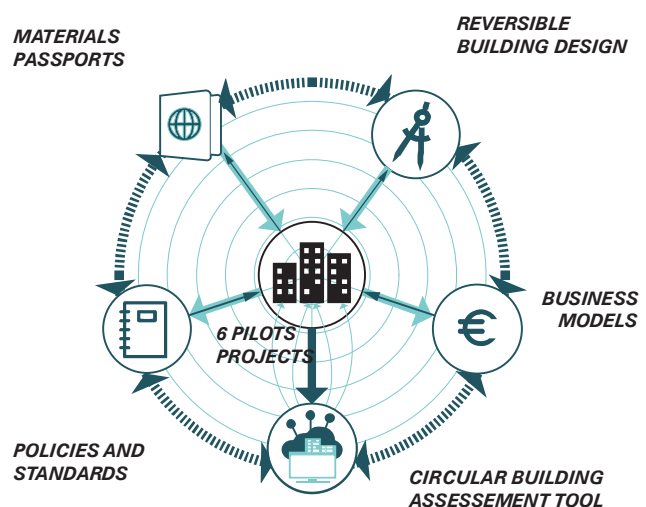 MATERIALS
PASSPORTS
REVERSIBLE
BUILDING DESIGN
BUSINESS
MODELS
€
6 PILOTS
PROJECTS
POLICIES AND
STANDARDS
CIRCULAR BUILDING
ASSESSEMENT TOOL